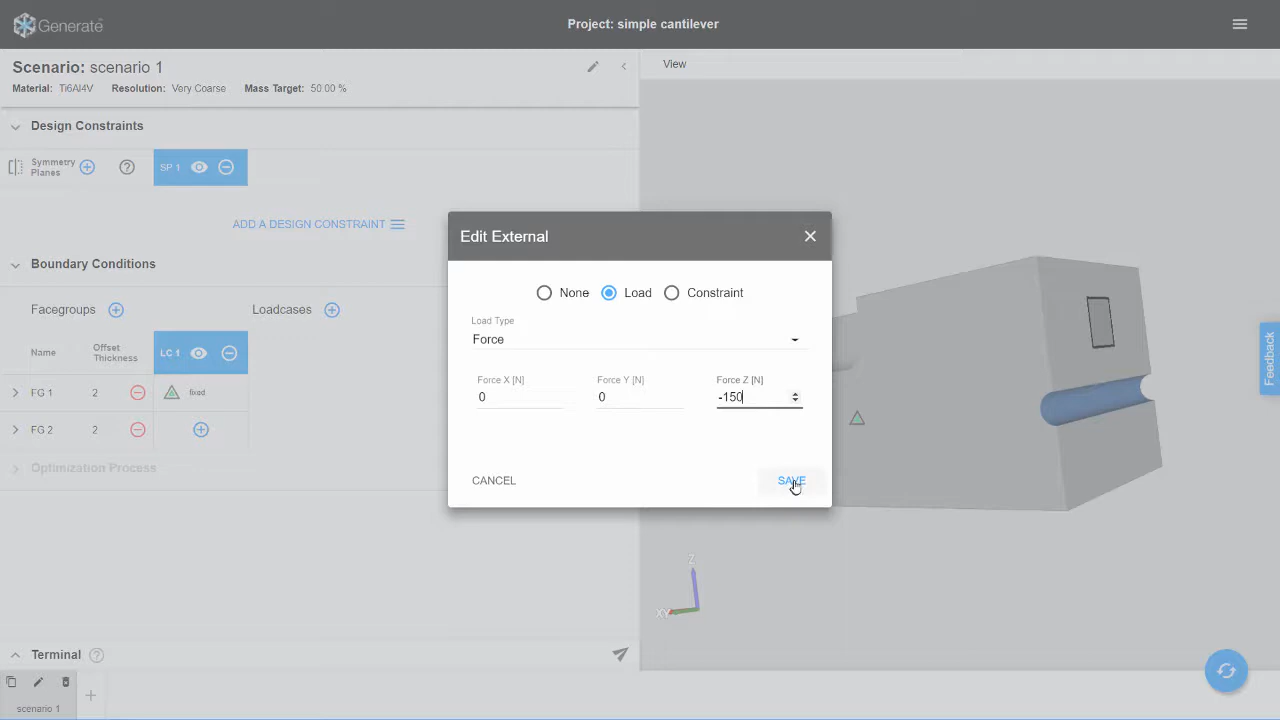 Generate™
Project: simple cantilever
Scenario: scenario 1
Material: Ti6Al4V Resolution: Very Coarse Mass Target: 50.00 %
View
Design Constraints
Symmetry
Planes
SP 1
ADD A DESIGN CONSTRAINT
Boundary Conditions
Facegroups
Loadcases
Name
Offset
Thickness
LC 1
FG 1 2 fixed
FG 2 2
Optimization Process
Edit External
None Load Constraint
Load Type
Force
Force X [N] Force Y [N] Force Z [N]
0 0 -150
CANCEL SAVE
Feedback
Z
XY
Terminal
scenario 1